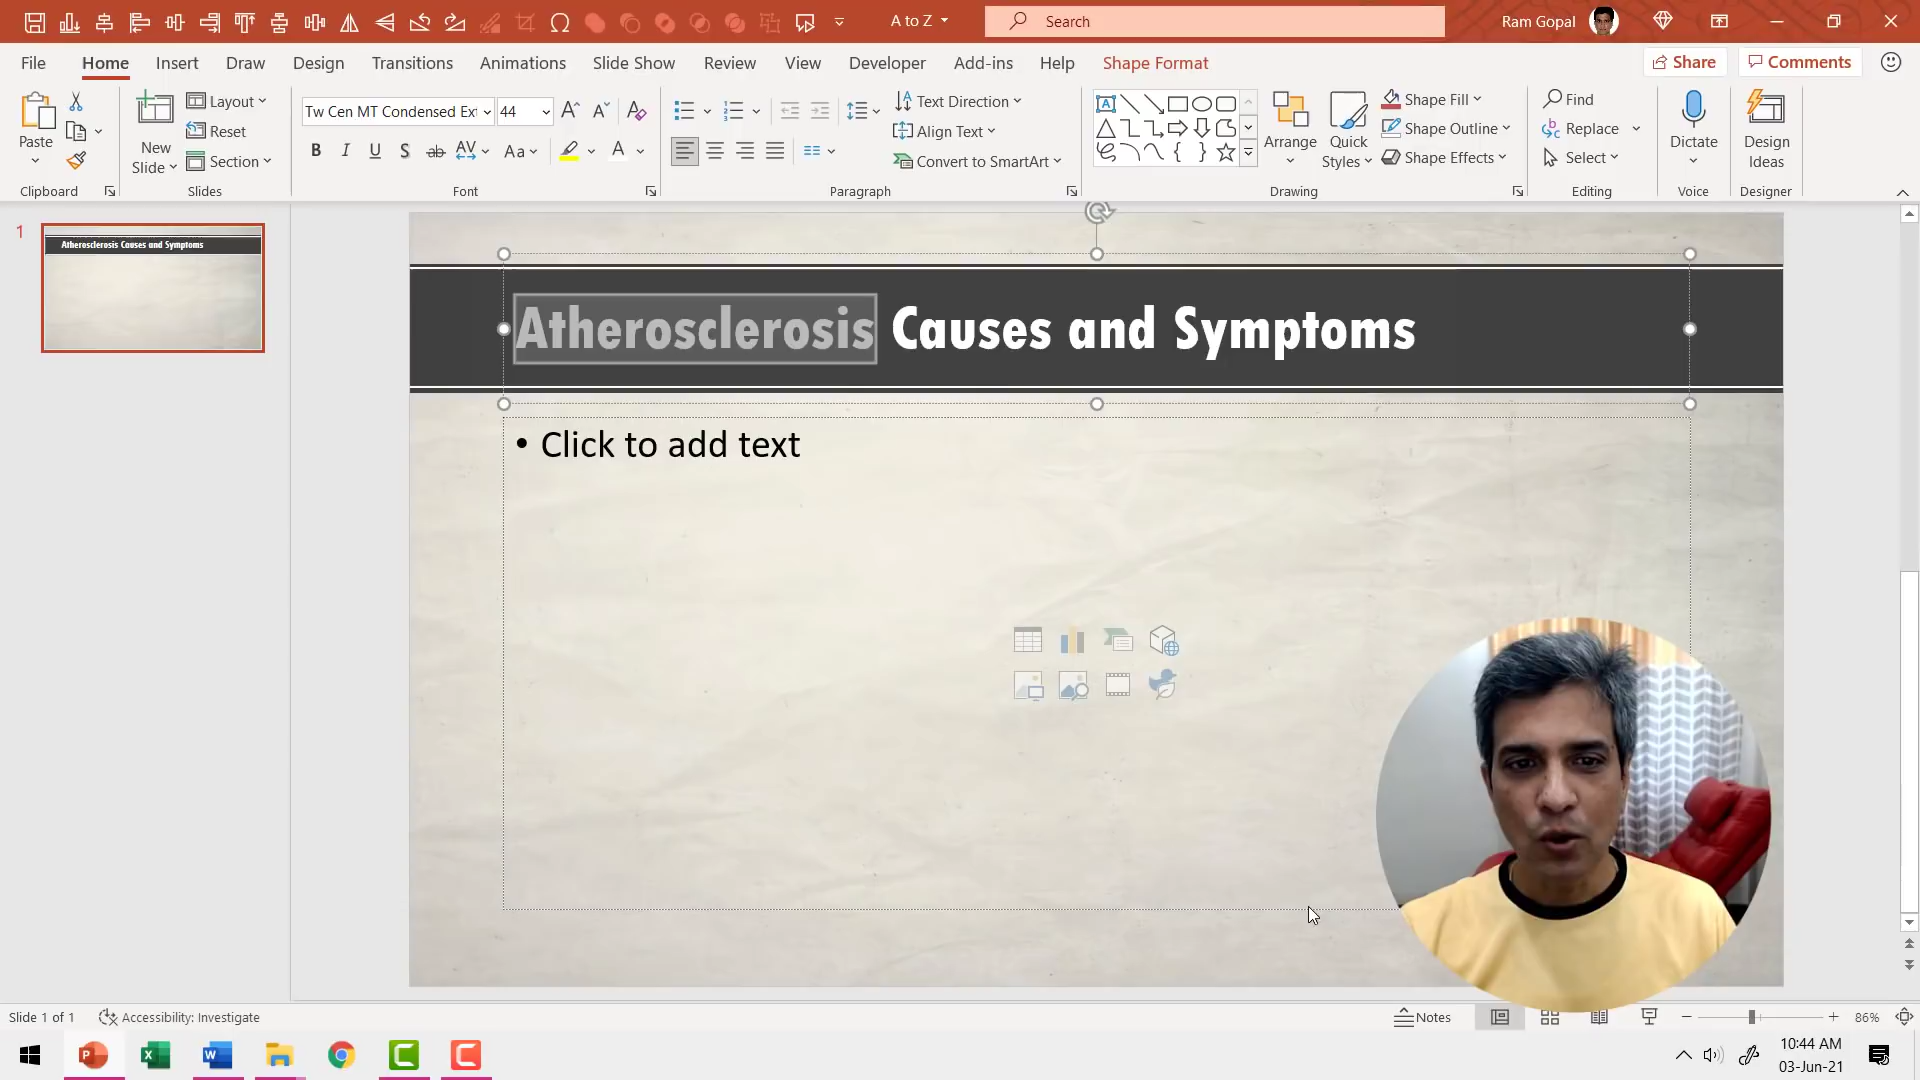 A to Z
Search
Ram Gopal
File Home Insert Draw Design Transitions Animations Slide Show Review View Developer Add-ins Help Shape Format
Share
Comments
Paste
Clipboard
New Slide
Layout
Reset
Section
Slides
Tw Cen MT Condensed Ext
44
Font
Text Direction
Align Text
Convert to SmartArt
Paragraph
Arrange
Quick Styles
Shape Fill
Shape Outline
Shape Effects
Drawing
Find
Replace
Select
Editing
Dictate
Voice
Design Ideas
Designer
1
Atherosclerosis Causes and Symptoms
Atherosclerosis Causes and Symptoms
• Click to add text
Slide 1 of 1
Accessibility: Investigate
Notes
86%
10:44 AM
03-Jun-21